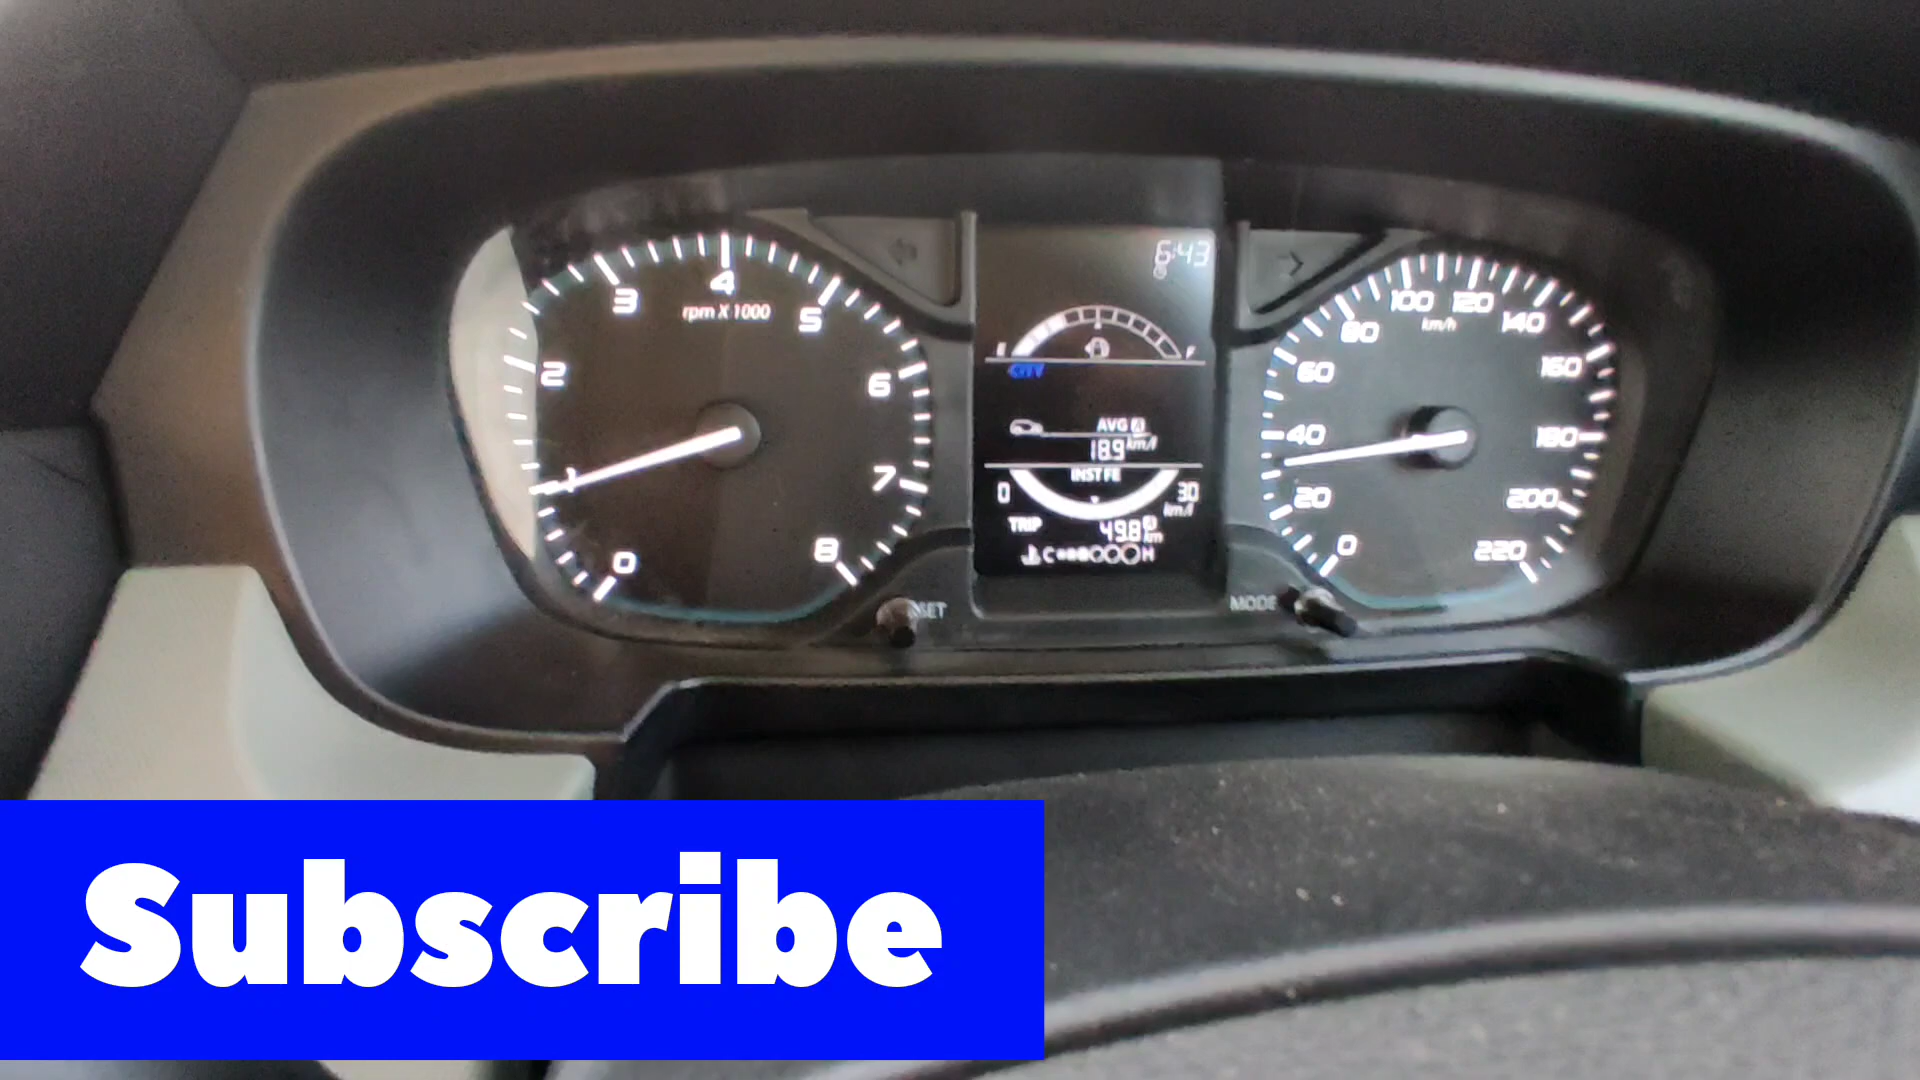 6:43
4
3
5
rpm X 1000
2
6
1
7
0
8
E F
CITY
AVG A
18.9 km/l
INST FE
0 30
km/l
TRIP A
49.8 km
C H
100 120
80 140
km/h
60 160
40 180
20 200
0 220
MODE
Subscribe